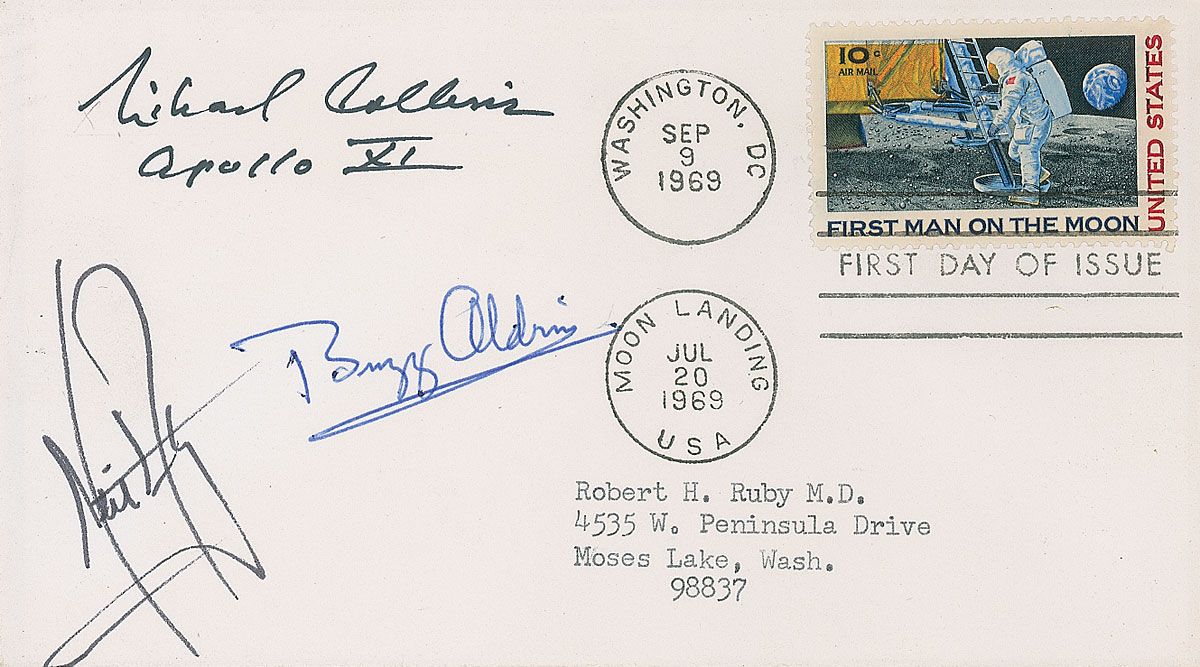 Michael Collins
Apollo XI
WASHINGTON, DC
SEP
9
1969
10c
AIR MAIL
UNITED STATES
FIRST MAN ON THE MOON
FIRST DAY OF ISSUE
Buzz Aldrin
MOON LANDING
JUL
20
1969
USA
Neil
Robert H. Ruby M.D.
4535 W. Peninsula Drive
Moses Lake, Wash.
98837